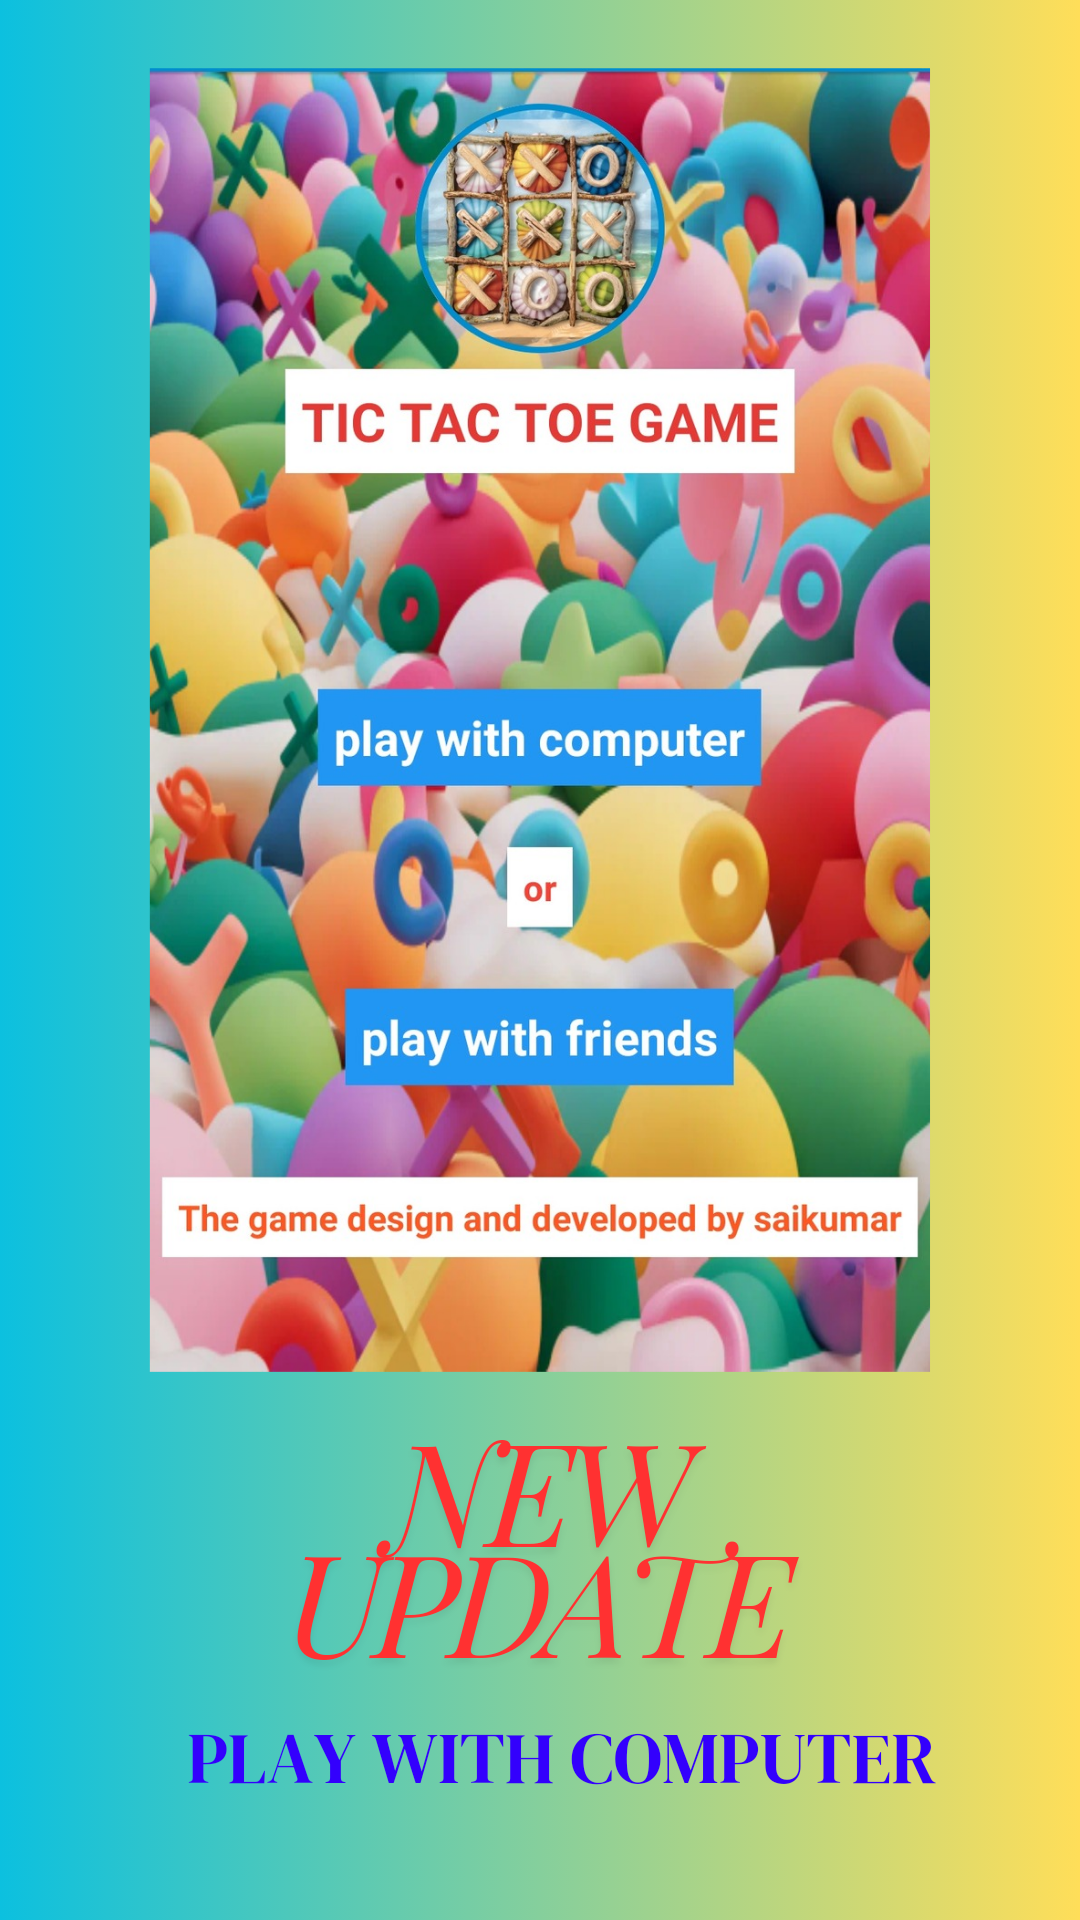 TIC TAC TOE GAME
play with computer
or
play with friends
The game design and developed by saikumar
NEW
UPDATE
PLAY WITH COMPUTER